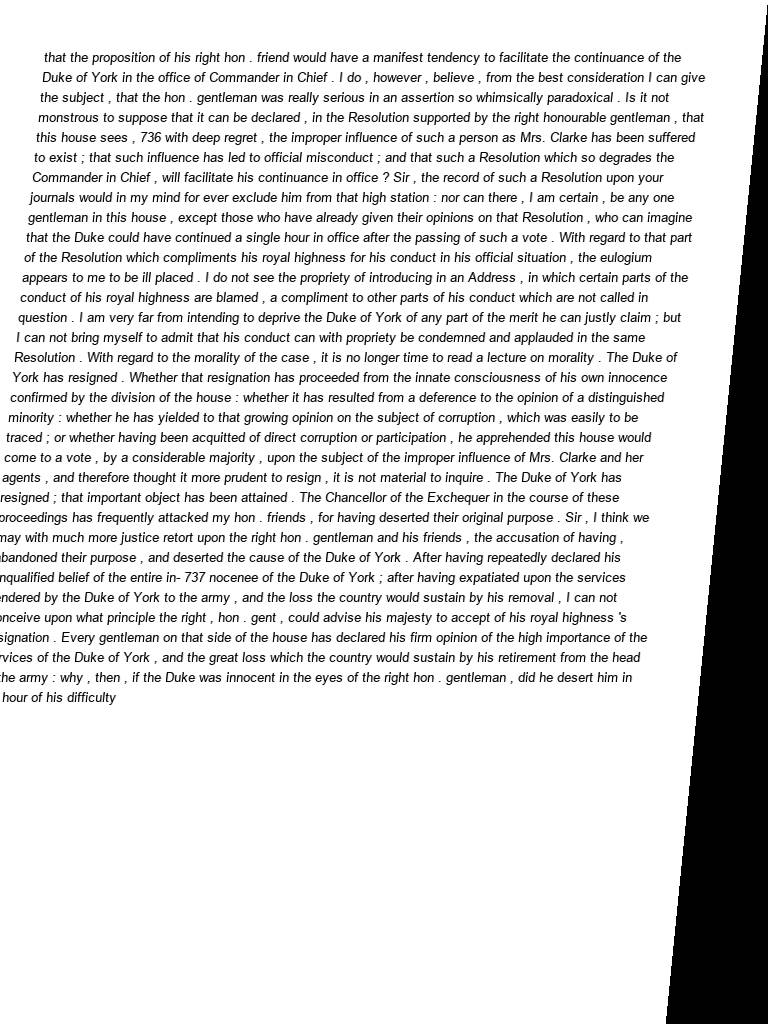 that the proposition of his right hon . friend would have a manifest tendency to facilitate the continuance of the
Duke of York in the office of Commander in Chief . I do , however , believe , from the best consideration I can give
the subject , that the hon . gentleman was really serious in an assertion so whimsically paradoxical . Is it not
monstrous to suppose that it can be declared , in the Resolution supported by the right honourable gentleman , that
this house sees , 736 with deep regret , the improper influence of such a person as Mrs. Clarke has been suffered
to exist ; that such influence has led to official misconduct ; and that such a Resolution which so degrades the
Commander in Chief , will facilitate his continuance in office ? Sir , the record of such a Resolution upon your
journals would in my mind for ever exclude him from that high station : nor can there , I am certain , be any one
gentleman in this house , except those who have already given their opinions on that Resolution , who can imagine
that the Duke could have continued a single hour in office after the passing of such a vote . With regard to that part
of the Resolution which compliments his royal highness for his conduct in his official situation , the eulogium
appears to me to be ill placed . I do not see the propriety of introducing in an Address , in which certain parts of the
conduct of his royal highness are blamed , a compliment to other parts of his conduct which are not called in
question . I am very far from intending to deprive the Duke of York of any part of the merit he can justly claim ; but
I can not bring myself to admit that his conduct can with propriety be condemned and applauded in the same
Resolution . With regard to the morality of the case , it is no longer time to read a lecture on morality . The Duke of
York has resigned . Whether that resignation has proceeded from the innate consciousness of his own innocence
confirmed by the division of the house : whether it has resulted from a deference to the opinion of a distinguished
minority : whether he has yielded to that growing opinion on the subject of corruption , which was easily to be
traced ; or whether having been acquitted of direct corruption or participation , he apprehended this house would
come to a vote , by a considerable majority , upon the subject of the improper influence of Mrs. Clarke and her
agents , and therefore thought it more prudent to resign , it is not material to inquire . The Duke of York has
resigned ; that important object has been attained . The Chancellor of the Exchequer in the course of these
proceedings has frequently attacked my hon . friends , for having deserted their original purpose . Sir , I think we
may with much more justice retort upon the right hon . gentleman and his friends , the accusation of having ,
their purpose , and deserted the cause of the Duke of York . After having repeatedly declared his
belief of the entire in- 737 nocenee of the Duke of York ; after having expatiated upon the services
by the Duke of York to the army , and the loss the country would sustain by his removal , I can not
upon what principle the right , hon . gent , could advise his majesty to accept of his royal highness 's
. Every gentleman on that side of the house has declared his firm opinion of the high importance of the
of the Duke of York , and the great loss which the country would sustain by his retirement from the head
the army : why , then , if the Duke was innocent in the eyes of the right hon . gentleman , did he desert him in
hour of his difficulty